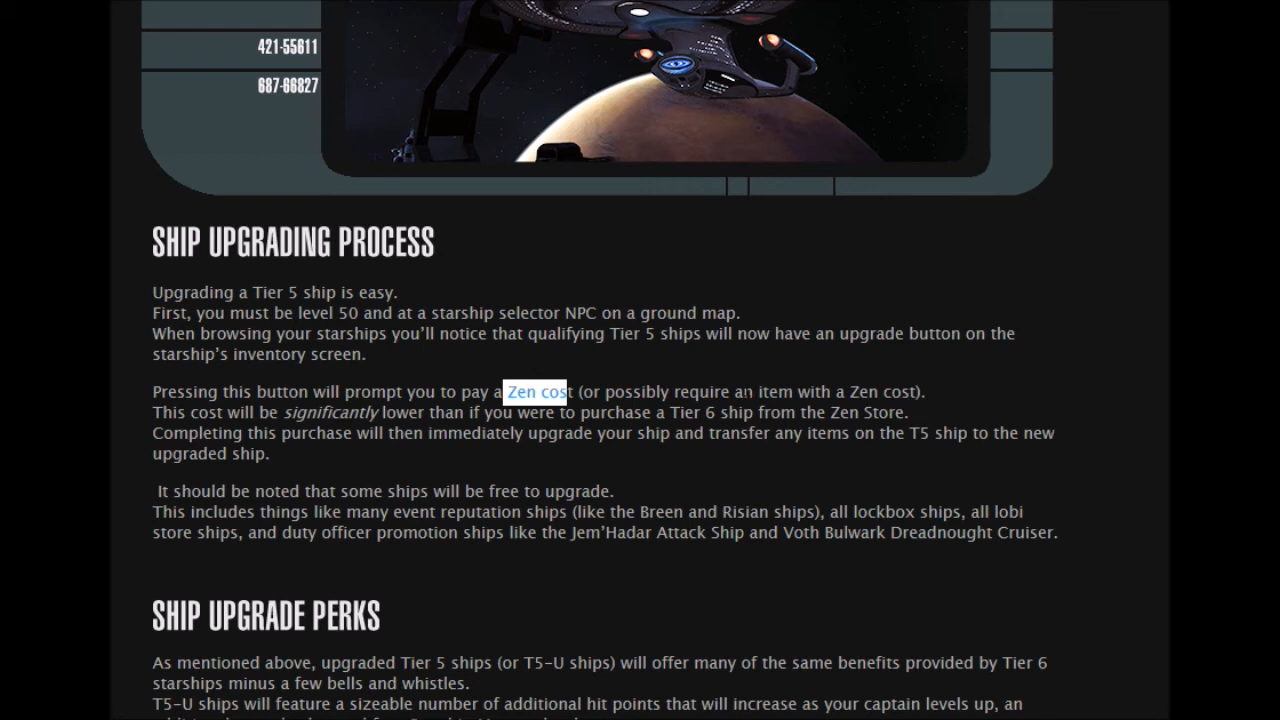 421-55611
687-66827
SHIP UPGRADING PROCESS
Upgrading a Tier 5 ship is easy.
First, you must be level 50 and at a starship selector NPC on a ground map.
When browsing your starships you’ll notice that qualifying Tier 5 ships will now have an upgrade button on the
starship’s inventory screen.
Pressing this button will prompt you to pay a Zen cost (or possibly require an item with a Zen cost).
This cost will be significantly lower than if you were to purchase a Tier 6 ship from the Zen Store.
Completing this purchase will then immediately upgrade your ship and transfer any items on the T5 ship to the new
upgraded ship.
It should be noted that some ships will be free to upgrade.
This includes things like many event reputation ships (like the Breen and Risian ships), all lockbox ships, all lobi
store ships, and duty officer promotion ships like the Jem’Hadar Attack Ship and Voth Bulwark Dreadnought Cruiser.
SHIP UPGRADE PERKS
As mentioned above, upgraded Tier 5 ships (or T5-U ships) will offer many of the same benefits provided by Tier 6
starships minus a few bells and whistles.
T5-U ships will feature a sizeable number of additional hit points that will increase as your captain levels up, an